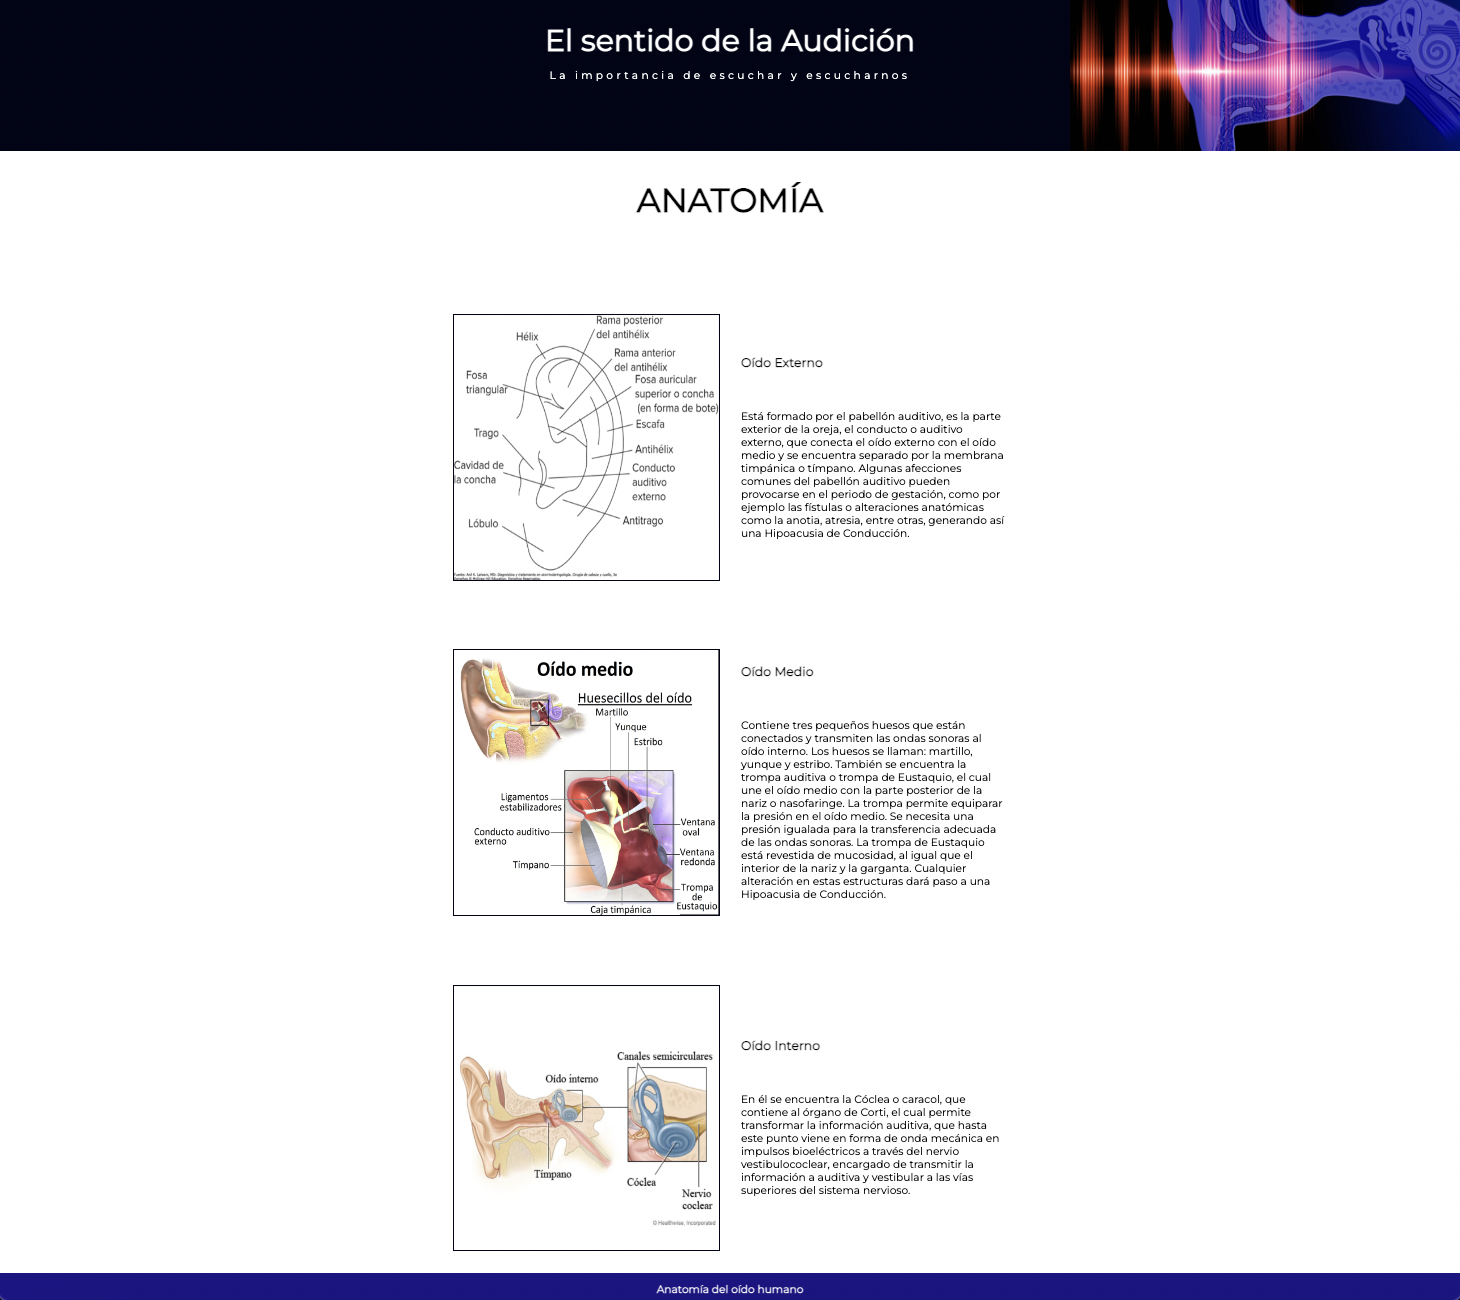 El sentido de la Audición
La importancia de escuchar y escucharnos
ANATOMÍA
Rama posterior
del antihélix
Hélix
Rama anterior
del antihélix
Fosa
triangular
Fosa auricular
superior o concha
(en forma de bote)
Escafa
Trago
Antihélix
Cavidad de
la concha
Conducto
auditivo
externo
Lóbulo
Antitrago
Oído Externo
Está formado por el pabellón auditivo, es la parte
exterior de la oreja, el conducto o auditivo
externo, que conecta el oído externo con el oído
medio y se encuentra separado por la membrana
timpánica o tímpano. Algunas afecciones
comunes del pabellón auditivo pueden
provocarse en el periodo de gestación, como por
ejemplo las fístulas o alteraciones anatómicas
como la anotia, atresia, entre otras, generando así
una Hipoacusia de Conducción.
Oído medio
Huesecillos del oído
Martillo
Yunque
Estribo
Ligamentos
estabilizadores
Conducto auditivo
externo
Tímpano
Ventana
oval
Ventana
redonda
Trompa
de
Eustaquio
Caja timpánica
Oído Medio
Contiene tres pequeños huesos que están
conectados y transmiten las ondas sonoras al
oído interno. Los huesos se llaman: martillo,
yunque y estribo. También se encuentra la
trompa auditiva o trompa de Eustaquio, el cual
une el oído medio con la parte posterior de la
nariz o nasofaringe. La trompa permite equiparar
la presión en el oído medio. Se necesita una
presión igualada para la transferencia adecuada
de las ondas sonoras. La trompa de Eustaquio
está revestida de mucosidad, al igual que el
interior de la nariz y la garganta. Cualquier
alteración en estas estructuras dará paso a una
Hipoacusia de Conducción.
Canales semicirculares
Oído interno
Tímpano
Cóclea
Nervio
coclear
© Healthwise, Incorporated
Oído Interno
En él se encuentra la Cóclea o caracol, que
contiene al órgano de Corti, el cual permite
transformar la información auditiva, que hasta
este punto viene en forma de onda mecánica en
impulsos bioeléctricos a través del nervio
vestibulococlear, encargado de transmitir la
información a auditiva y vestibular a las vías
superiores del sistema nervioso.
Anatomía del oído humano